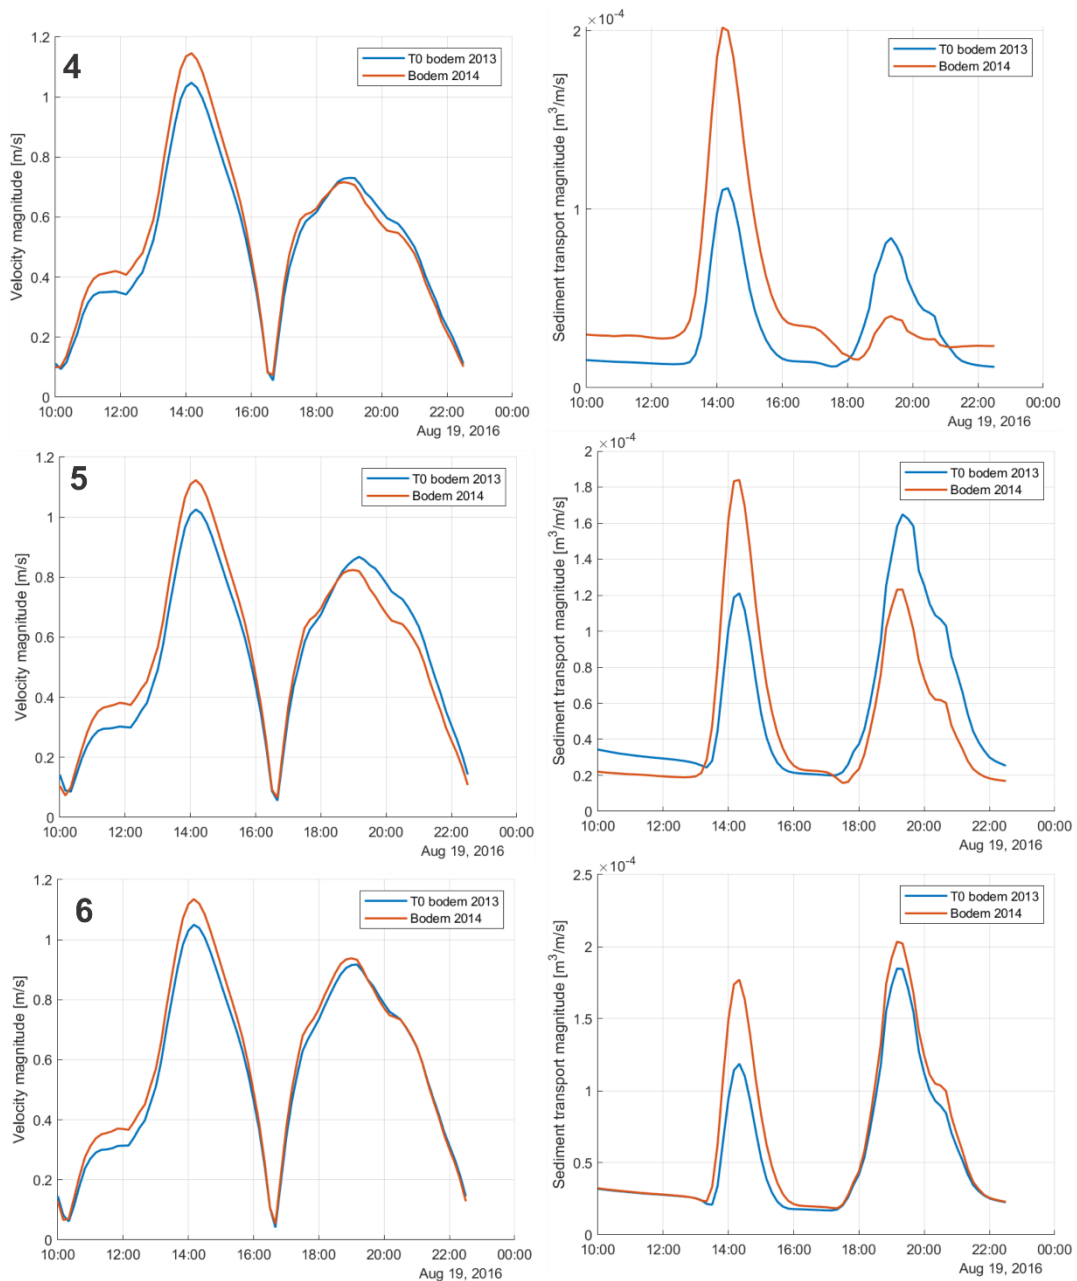 4
Velocity magnitude [m/s]
1.2
1
0.8
0.6
0.4
0.2
0
T0 bodem 2013
Bodem 2014
10:00 12:00 14:00 16:00 18:00 20:00 22:00 00:00
Aug 19, 2016
×10⁻⁴
Sediment transport magnitude [m³/m/s]
2
1
0
T0 bodem 2013
Bodem 2014
10:00 12:00 14:00 16:00 18:00 20:00 22:00 00:00
Aug 19, 2016
5
Velocity magnitude [m/s]
1.2
1
0.8
0.6
0.4
0.2
0
T0 bodem 2013
Bodem 2014
10:00 12:00 14:00 16:00 18:00 20:00 22:00 00:00
Aug 19, 2016
×10⁻⁴
Sediment transport magnitude [m³/m/s]
2
1.8
1.6
1.4
1.2
1
0.8
0.6
0.4
0.2
0
T0 bodem 2013
Bodem 2014
10:00 12:00 14:00 16:00 18:00 20:00 22:00 00:00
Aug 19, 2016
6
Velocity magnitude [m/s]
1.2
1
0.8
0.6
0.4
0.2
0
T0 bodem 2013
Bodem 2014
10:00 12:00 14:00 16:00 18:00 20:00 22:00 00:00
Aug 19, 2016
×10⁻⁴
Sediment transport magnitude [m³/m/s]
2.5
2
1.5
1
0.5
0
T0 bodem 2013
Bodem 2014
10:00 12:00 14:00 16:00 18:00 20:00 22:00 00:00
Aug 19, 2016